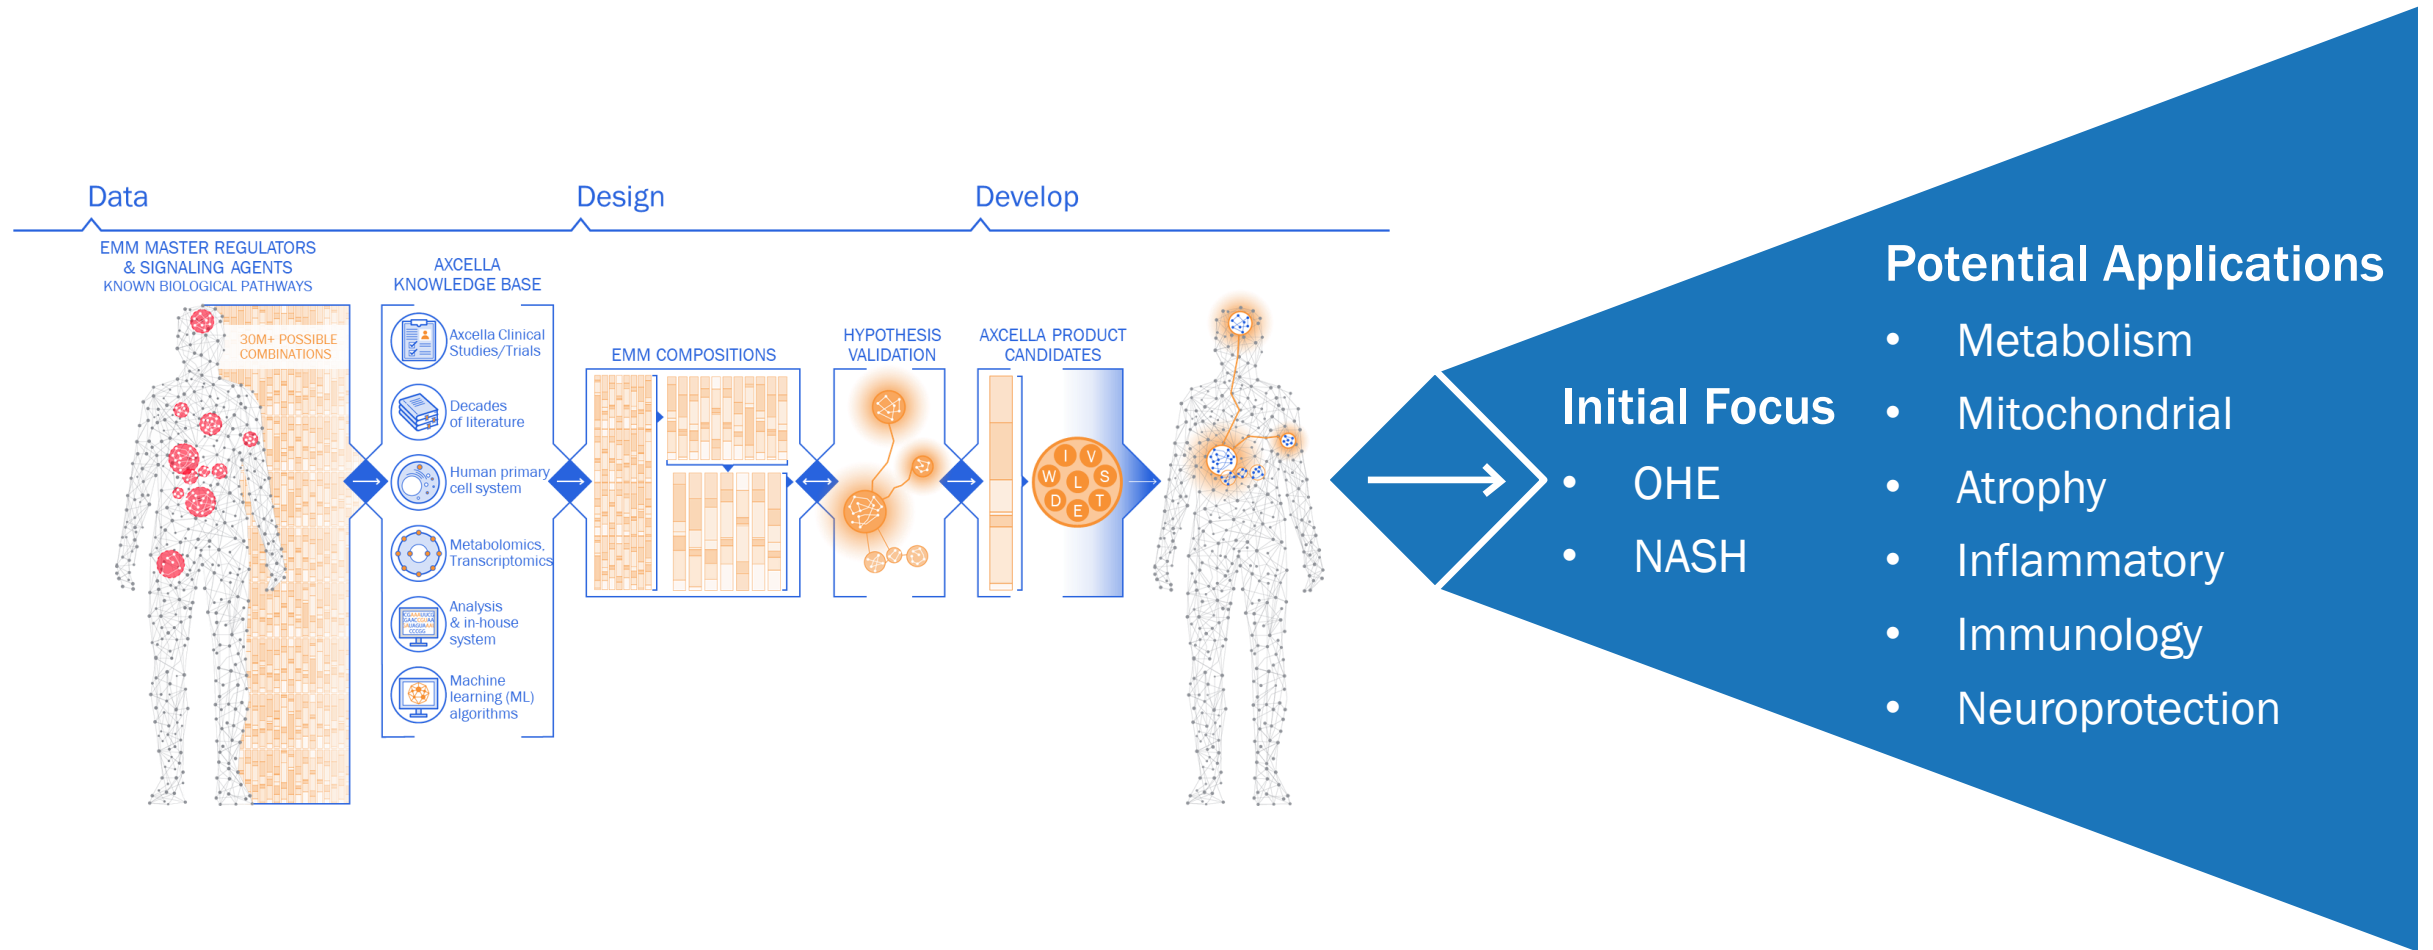 Data
Design
Develop
EMM MASTER REGULATORS
& SIGNALING AGENTS
KNOWN BIOLOGICAL PATHWAYS
30M+ POSSIBLE
COMBINATIONS
AXCELLA
KNOWLEDGE BASE
Axcella Clinical
Studies/Trials
Decades
of literature
Human primary
cell system
Metabolomics,
Transcriptomics
Analysis
& in-house
system
Machine
learning (ML)
algorithms
EMM COMPOSITIONS
HYPOTHESIS
VALIDATION
AXCELLA PRODUCT
CANDIDATES
I V
W L S
D T
E
Initial Focus
• OHE
• NASH
Potential Applications
• Metabolism
• Mitochondrial
• Atrophy
• Inflammatory
• Immunology
• Neuroprotection